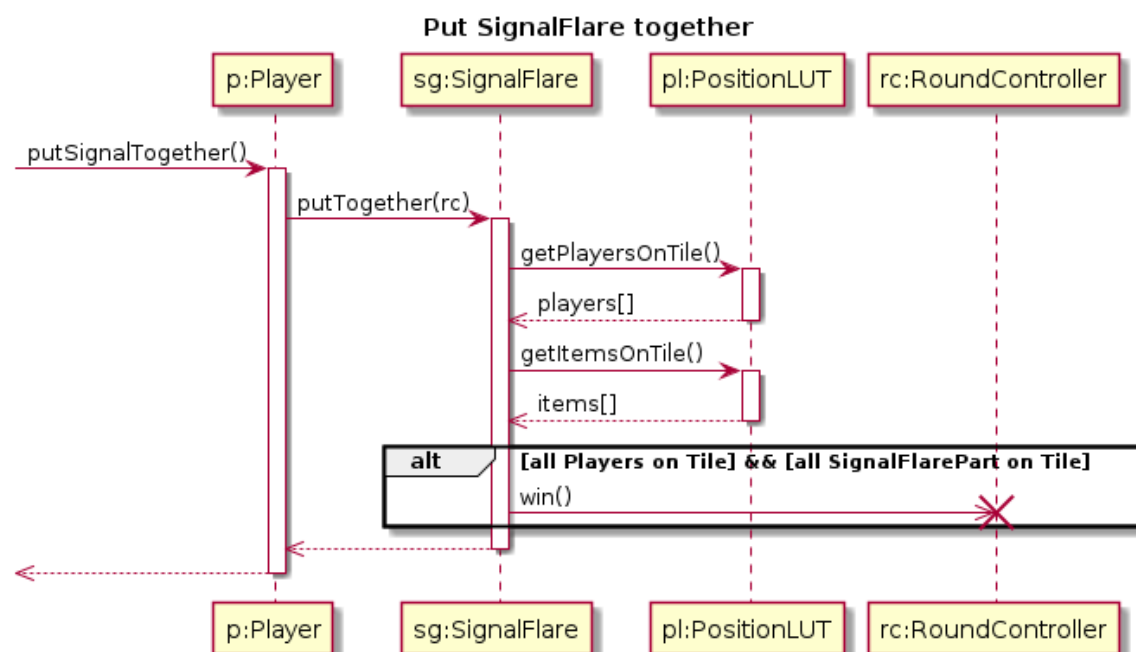 Put SignalFlare together
p:Player
sg:SignalFlare
pl:PositionLUT
rc:RoundController
putSignalTogether()
putTogether(rc)
getPlayersOnTile()
players[]
getItemsOnTile()
items[]
alt
[all Players on Tile] && [all SignalFlarePart on Tile]
win()
p:Player
sg:SignalFlare
pl:PositionLUT
rc:RoundController